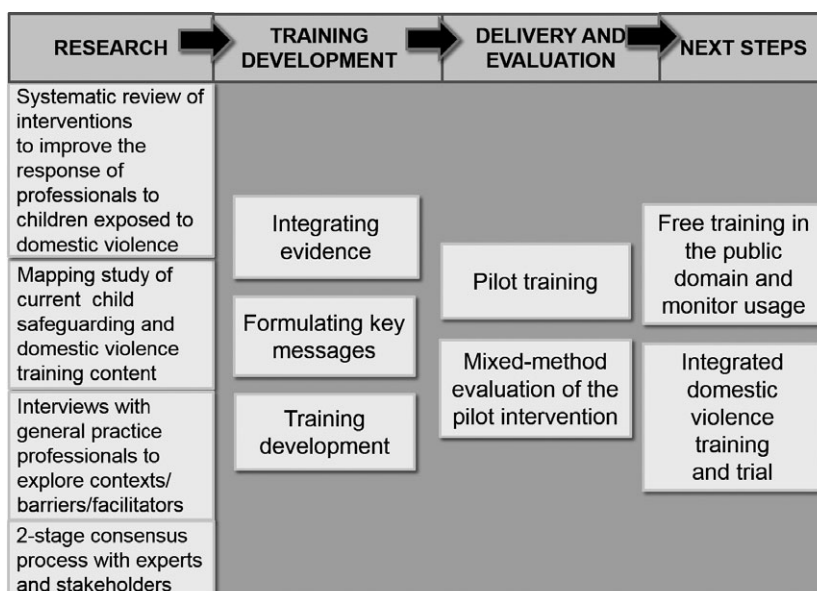 RESEARCH
TRAINING
DEVELOPMENT
DELIVERY AND
EVALUATION
NEXT STEPS
Systematic review of
interventions
to improve the
response of
professionals to
children exposed to
domestic violence
Mapping study of
current child
safeguarding and
domestic violence
training content
Interviews with
general practice
professionals to
explore contexts/
barriers/facilitators
2-stage consensus
process with experts
and stakeholders
Integrating
evidence
Formulating key
messages
Training
development
Pilot training
Mixed-method
evaluation of the
pilot intervention
Free training in
the public
domain and
monitor usage
Integrated
domestic
violence
training
and trial